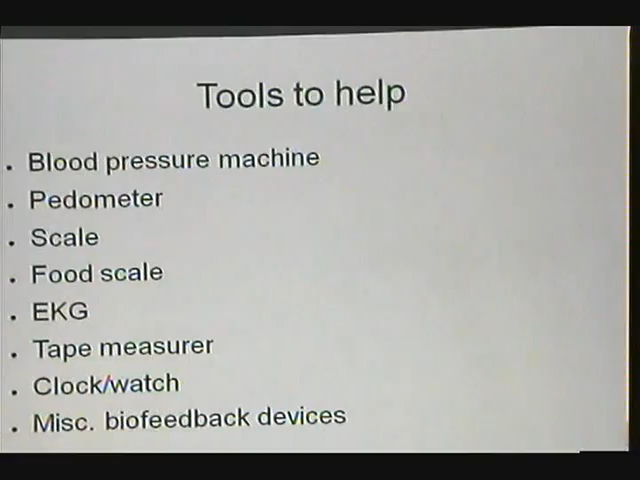 Tools to help
. Blood pressure machine
. Pedometer
. Scale
. Food scale
. EKG
. Tape measurer
. Clock/watch
. Misc. biofeedback devices